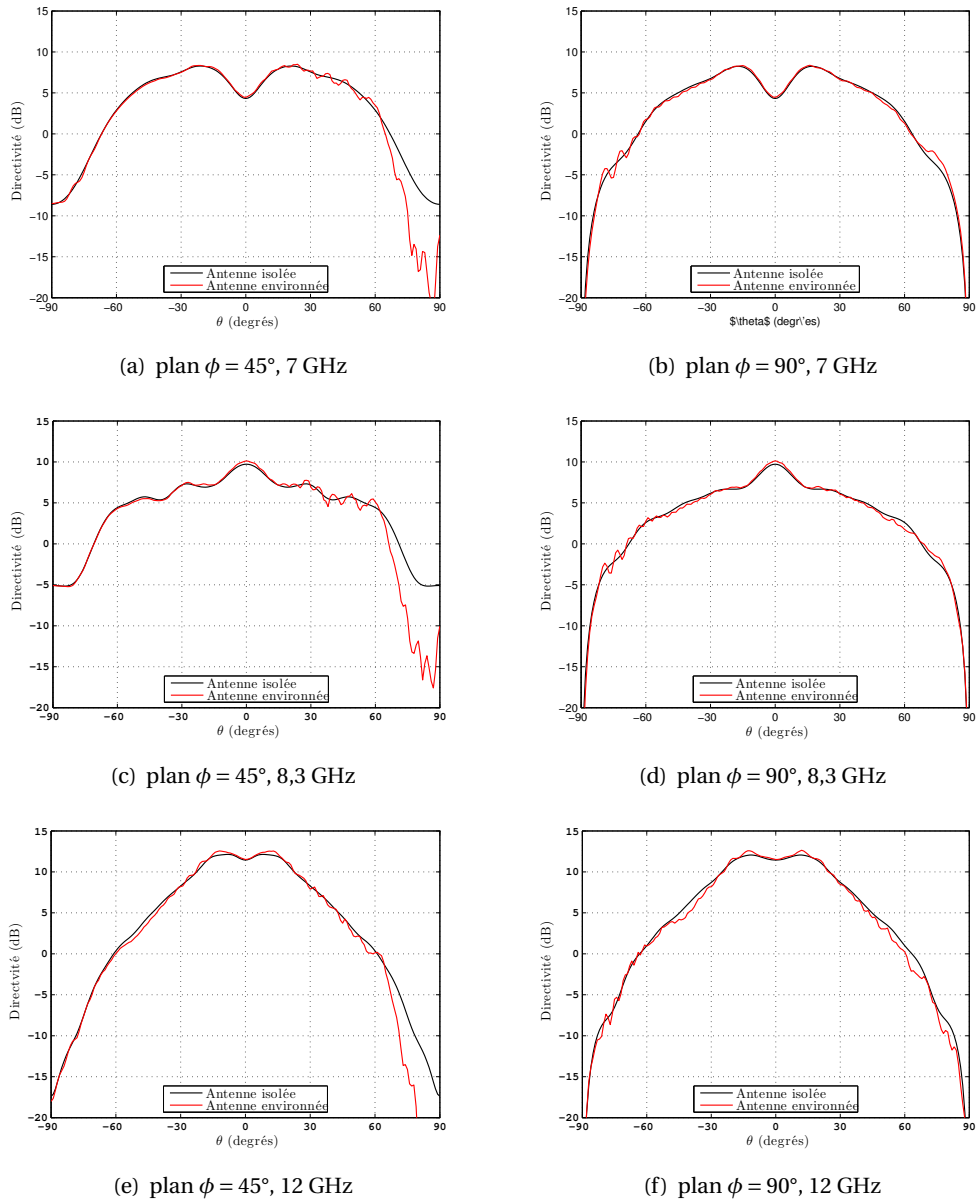 15
10
5
0
−5
−10
−15
−20
Directivité (dB)
−90 −60 −30 0 30 60 90
θ (degrés)
Antenne isolée
Antenne environnée
(a) plan ϕ = 45°, 7 GHz
15
10
5
0
−5
−10
−15
−20
Directivité (dB)
−90 −60 −30 0 30 60 90
$\theta$ (degr\'es)
Antenne isolée
Antenne environnée
(b) plan ϕ = 90°, 7 GHz
15
10
5
0
−5
−10
−15
−20
Directivité (dB)
−90 −60 −30 0 30 60 90
θ (degrés)
Antenne isolée
Antenne environnée
(c) plan ϕ = 45°, 8,3 GHz
15
10
5
0
−5
−10
−15
−20
Directivité (dB)
−90 −60 −30 0 30 60 90
θ (degrés)
Antenne isolée
Antenne environnée
(d) plan ϕ = 90°, 8,3 GHz
15
10
5
0
−5
−10
−15
−20
Directvité (dB)
−90 −60 −30 0 30 60 90
θ (degrés)
Antenne isolée
Antenne environnée
(e) plan ϕ = 45°, 12 GHz
15
10
5
0
−5
−10
−15
−20
Directivité (dB)
−90 −60 −30 0 30 60 90
θ (degrés)
Antenne isolée
Antenne environnée
(f) plan ϕ = 90°, 12 GHz